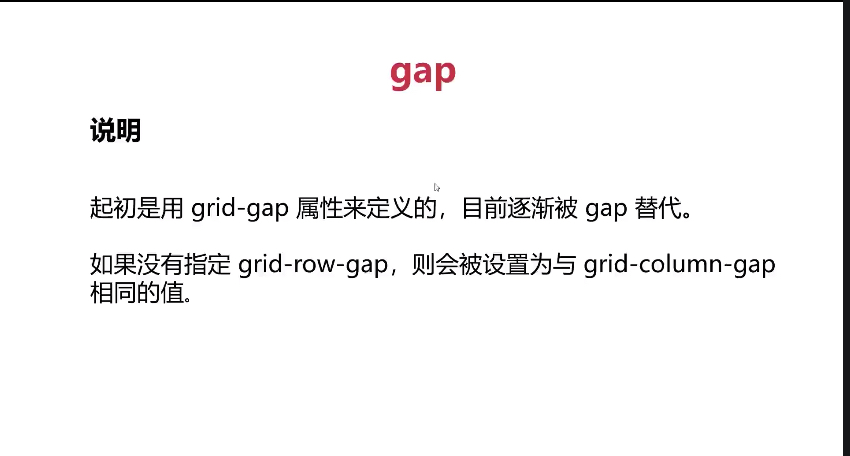 gap
说明
起初是用 grid-gap 属性来定义的，目前逐渐被 gap 替代。
如果没有指定 grid-row-gap，则会被设置为与 grid-column-gap
相同的值。